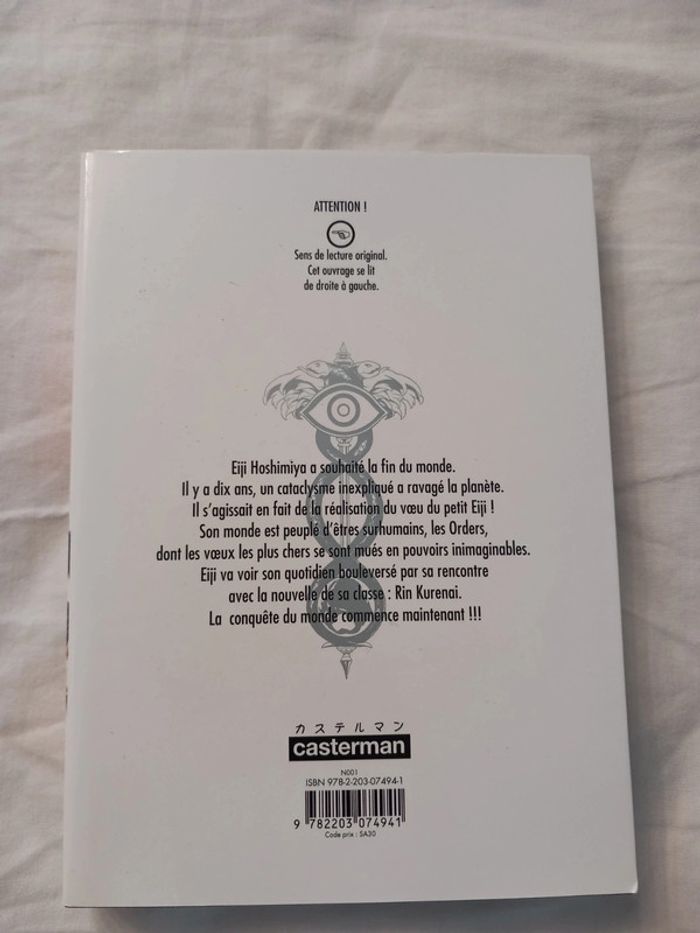 ATTENTION !
Sens de lecture original.
Cet ouvrage se lit
de droite à gauche.
Eiji Hoshimiya a souhaité la fin du monde.
Il y a dix ans, un cataclysme inexpliqué a ravagé la planète.
Il s'agissait en fait de la réalisation du vœu du petit Eiji !
Son monde est peuplé d'êtres surhumains, les Orders,
dont les vœux les plus chers se sont mués en pouvoirs inimaginables.
Eiji va voir son quotidien bouleversé par sa rencontre
avec la nouvelle de sa classe : Rin Kurenai.
La conquête du monde commence maintenant !!!
カステルマン
casterman
N001
ISBN 978-2-203-07494-1
9 782203 074941
Code prix : SA30